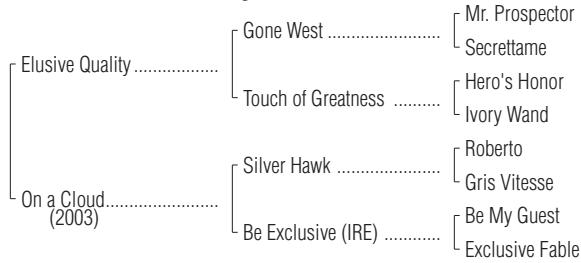 Mr. Prospector
Gone West .......................
Secrettame
Elusive Quality .................
Hero's Honor
Touch of Greatness ..........
Ivory Wand
Roberto
Silver Hawk .....................
Gris Vitesse
On a Cloud.......................
(2003)
Be My Guest
Be Exclusive (IRE) ............
Exclusive Fable